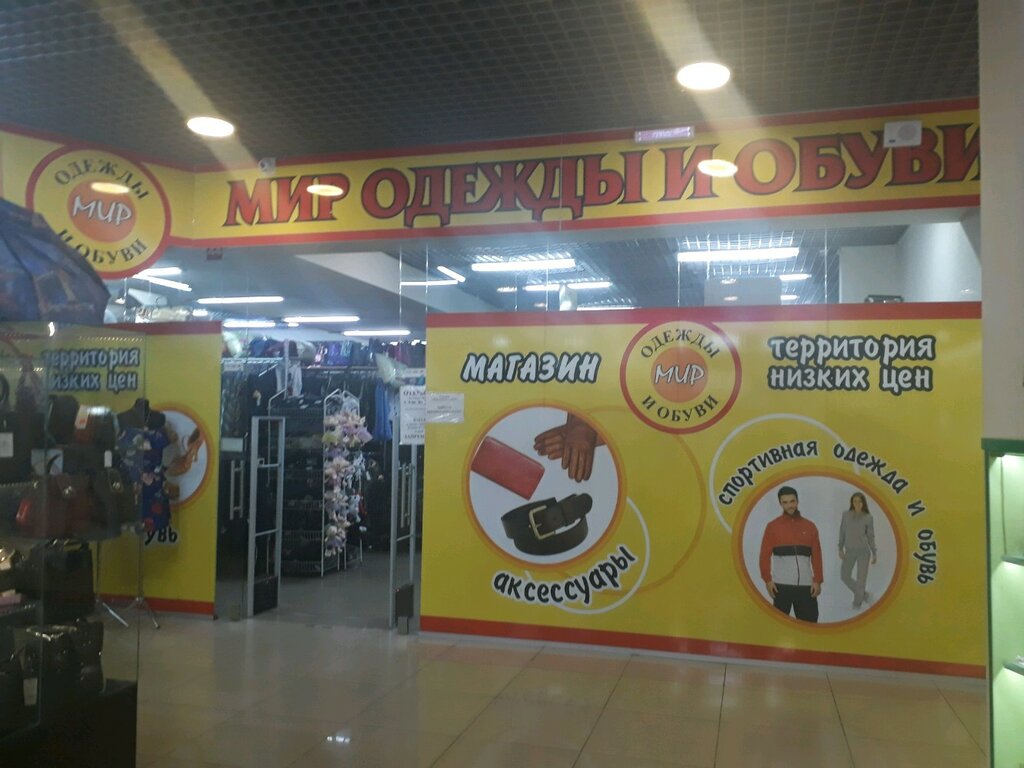 МИР ОДЕЖДЫ И ОБУВИ
ОДЕЖДЫ
МИР
И ОБУВИ
территория
низких цен
МАГАЗИН
ОДЕЖДЫ
МИР
И ОБУВИ
территория
низких цен
аксессуары
спортивная одежда и обувь